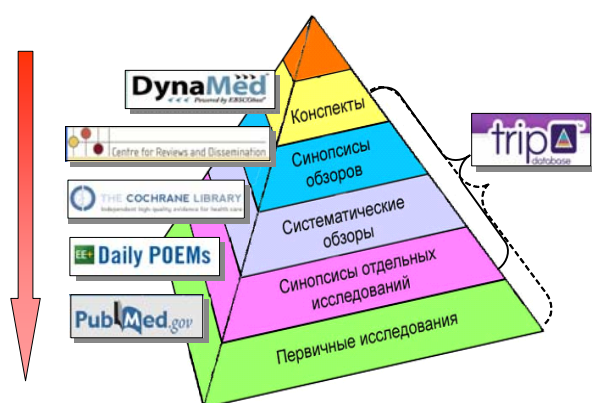 DynaMed
Powered by EBSCOhost
Конспекты
Centre for Reviews and Dissemination
trip
database
Синопсисы
обзоров
THE COCHRANE LIBRARY
Independent high-quality evidence for health care
Систематические
обзоры
EE+ Daily POEMs
Синопсисы отдельных
исследований
PubMed.gov
Первичные исследования